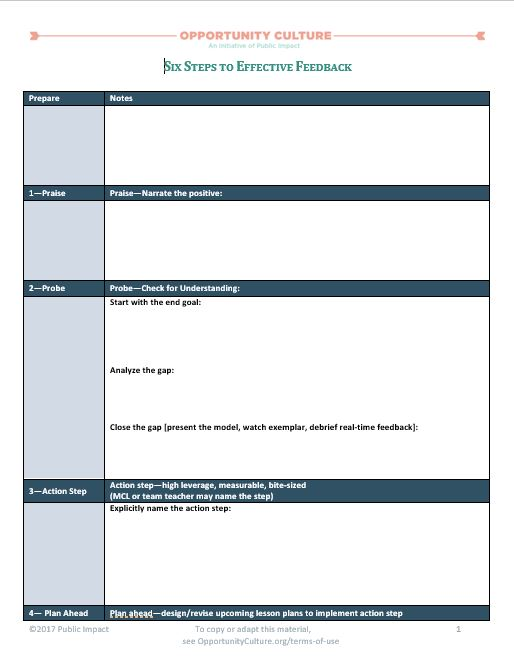 OPPORTUNITY CULTURE
An Initiative of Public Impact
Six Steps to Effective Feedback
Prepare Notes
1—Praise Praise—Narrate the positive:
2—Probe Probe—Check for Understanding:
Start with the end goal:
Analyze the gap:
Close the gap [present the model, watch exemplar, debrief real-time feedback]:
3—Action Step Action step—high leverage, measurable, bite-sized
(MCL or team teacher may name the step)
Explicitly name the action step:
4— Plan Ahead Plan ahead—design/revise upcoming lesson plans to implement action step
©2017 Public Impact To copy or adapt this material, 1
see OpportunityCulture.org/terms-of-use